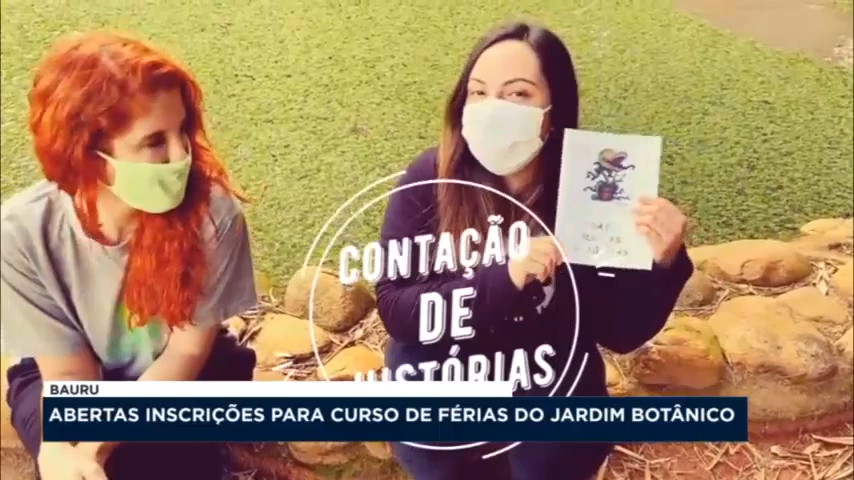 CONTAÇÃO
DE
HISTÓRIAS
BAURU
ABERTAS INSCRIÇÕES PARA CURSO DE FÉRIAS DO JARDIM BOTÂNICO